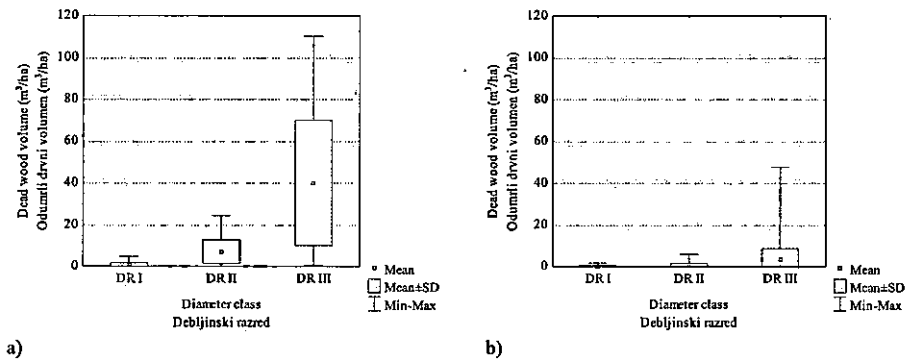 120
100
80
60
40
20
0
Dead wood volume (m³/ha)
Odumrli drvni volumen (m³/ha)
DR I DR II DR III
Diameter class
Debljinski razred
Mean
Mean±SD
Min-Max
a)
120
100
80
60
40
20
0
Dead wood volume (m³/ha)
Odumrli drvni volumen (m³/ha)
DR I DR II DR III
Diameter class
Debljinski razred
Mean
Mean±SD
Min-Max
b)